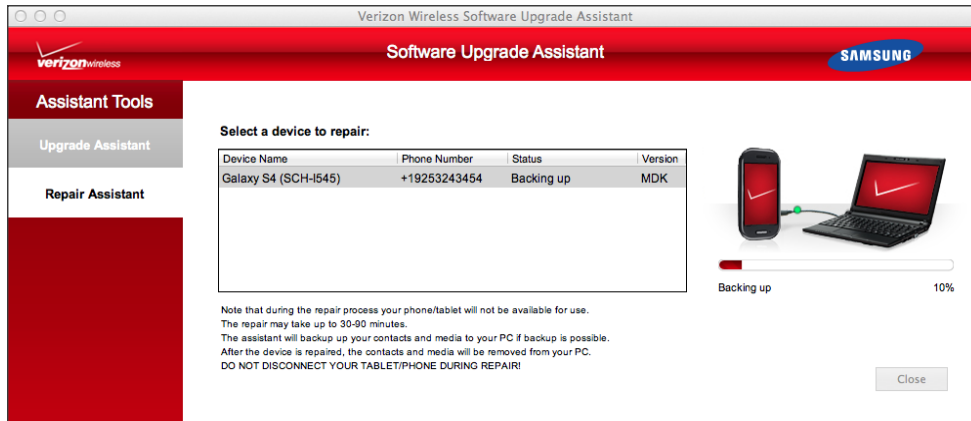 Verizon Wireless Software Upgrade Assistant
verizonwireless
Software Upgrade Assistant
SAMSUNG
Assistant Tools
Upgrade Assistant
Repair Assistant
Select a device to repair:
Device Name Phone Number Status Version
Galaxy S4 (SCH-I545) +19253243454 Backing up MDK
Backing up 10%
Note that during the repair process your phone/tablet will not be available for use.
The repair may take up to 30-90 minutes.
The assistant will backup up your contacts and media to your PC if backup is possible.
After the device is repaired, the contacts and media will be removed from your PC.
DO NOT DISCONNECT YOUR TABLET/PHONE DURING REPAIR!
Close